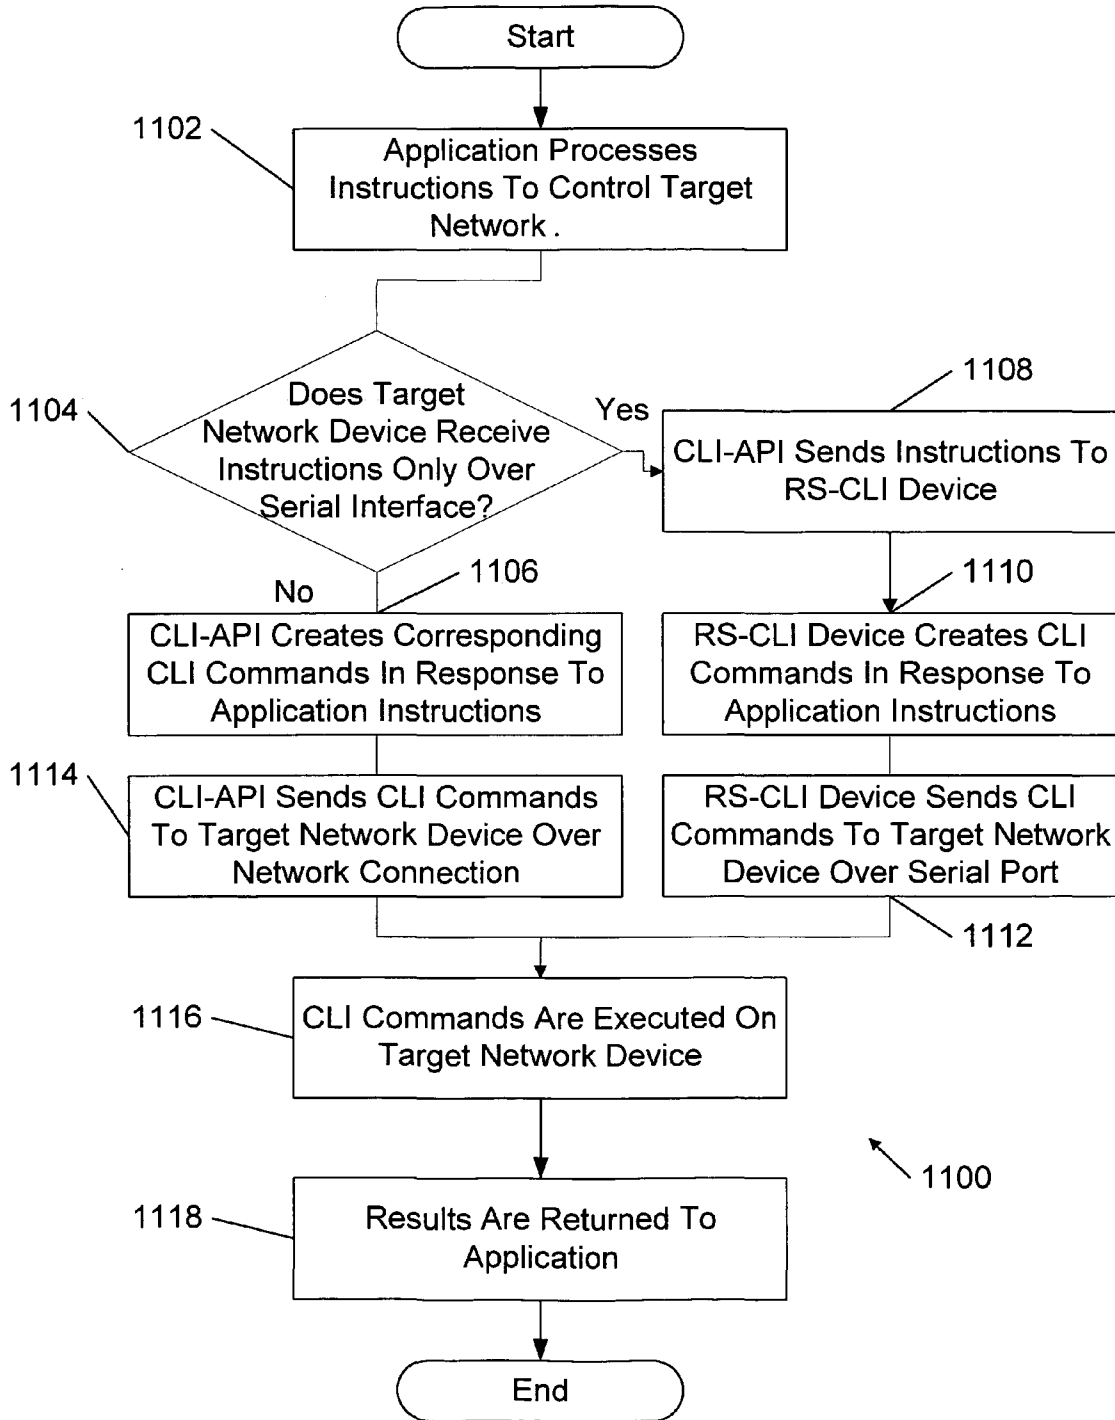 Start
1102
Application Processes
Instructions To Control Target
Network .
1104
Does Target
Network Device Receive
Instructions Only Over
Serial Interface?
Yes
1108
CLI-API Sends Instructions To
RS-CLI Device
No
1106
CLI-API Creates Corresponding
CLI Commands In Response To
Application Instructions
1110
RS-CLI Device Creates CLI
Commands In Response To
Application Instructions
1114
CLI-API Sends CLI Commands
To Target Network Device Over
Network Connection
RS-CLI Device Sends CLI
Commands To Target Network
Device Over Serial Port
1112
1116
CLI Commands Are Executed On
Target Network Device
1100
1118
Results Are Returned To
Application
End